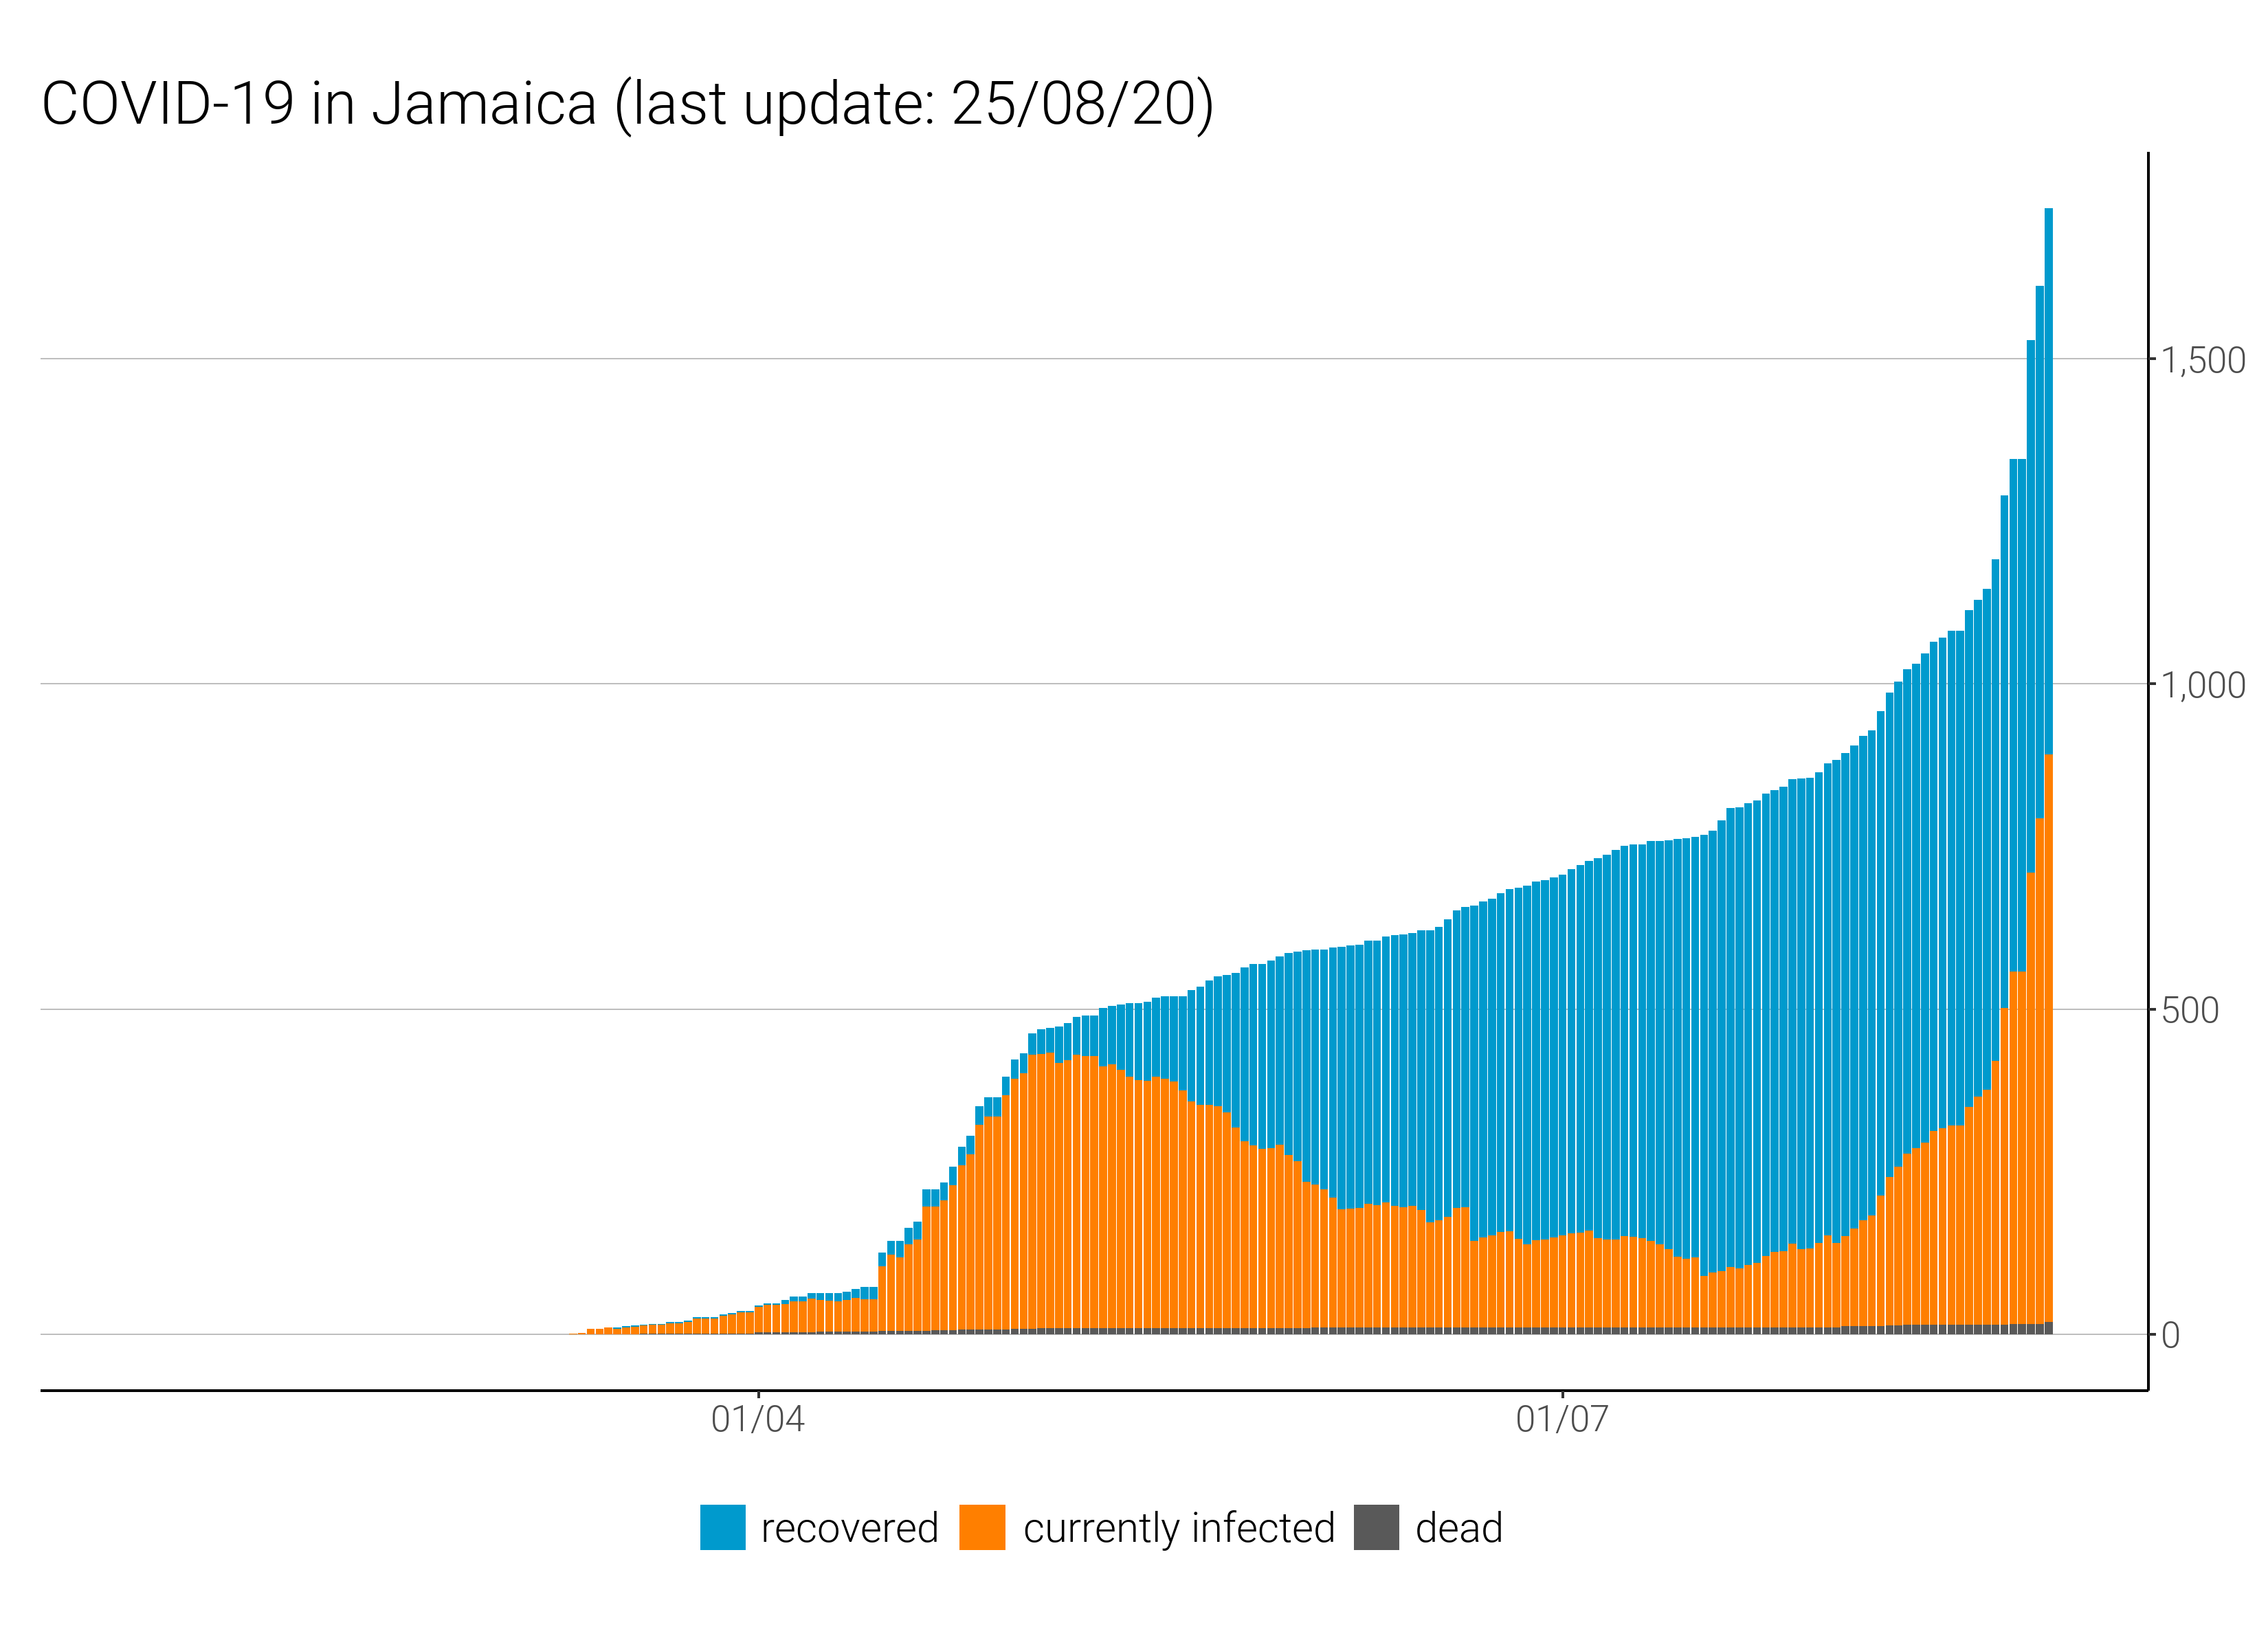 COVID-19 in Jamaica (last update: 25/08/20)
1,500
1,000
500
0
01/04 01/07
recovered currently infected dead